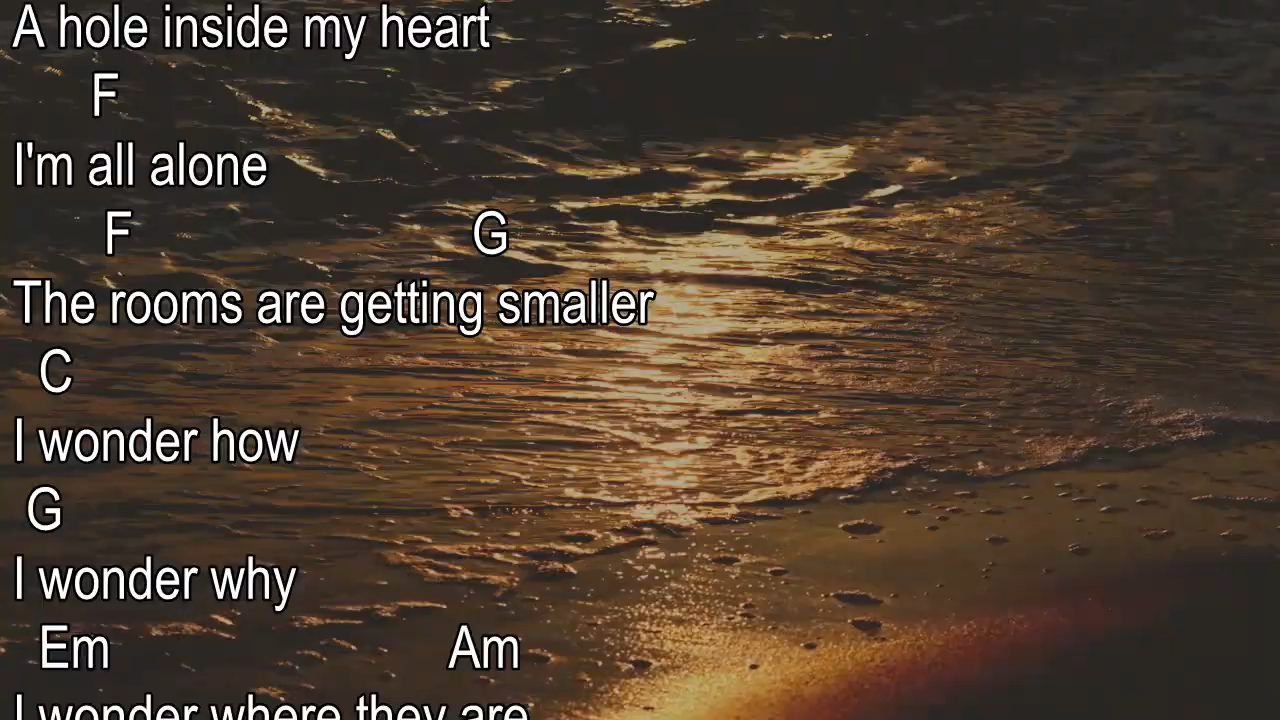 A hole inside my heart
F
I'm all alone
F G
The rooms are getting smaller
C
I wonder how
G
I wonder why
Em Am
I wonder where they are